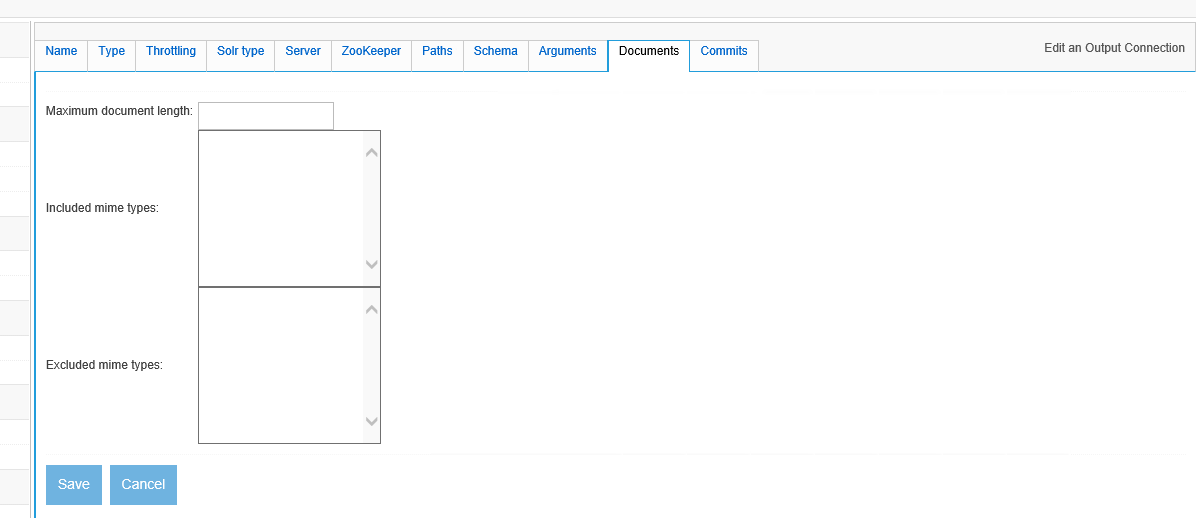 Name Type Throttling Solr type Server ZooKeeper Paths Schema Arguments Documents Commits Edit an Output Connection
Maximum document length:
Included mime types:
Excluded mime types:
Save Cancel